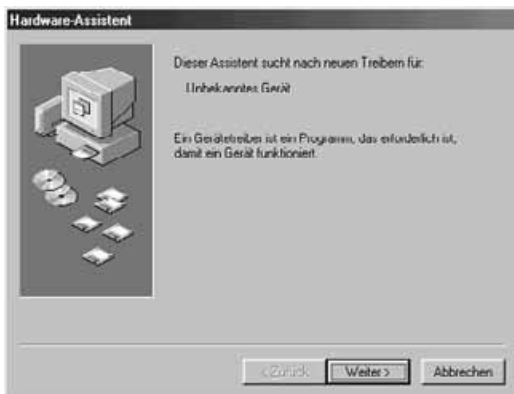 Hardware-Assistent
Dieser Assistent sucht nach neuen Treibern für:
Unbekanntes Gerät
Ein Gerätetreiber ist ein Programm, das erforderlich ist,
damit ein Gerät funktioniert.
< Zurück
Weiter >
Abbrechen